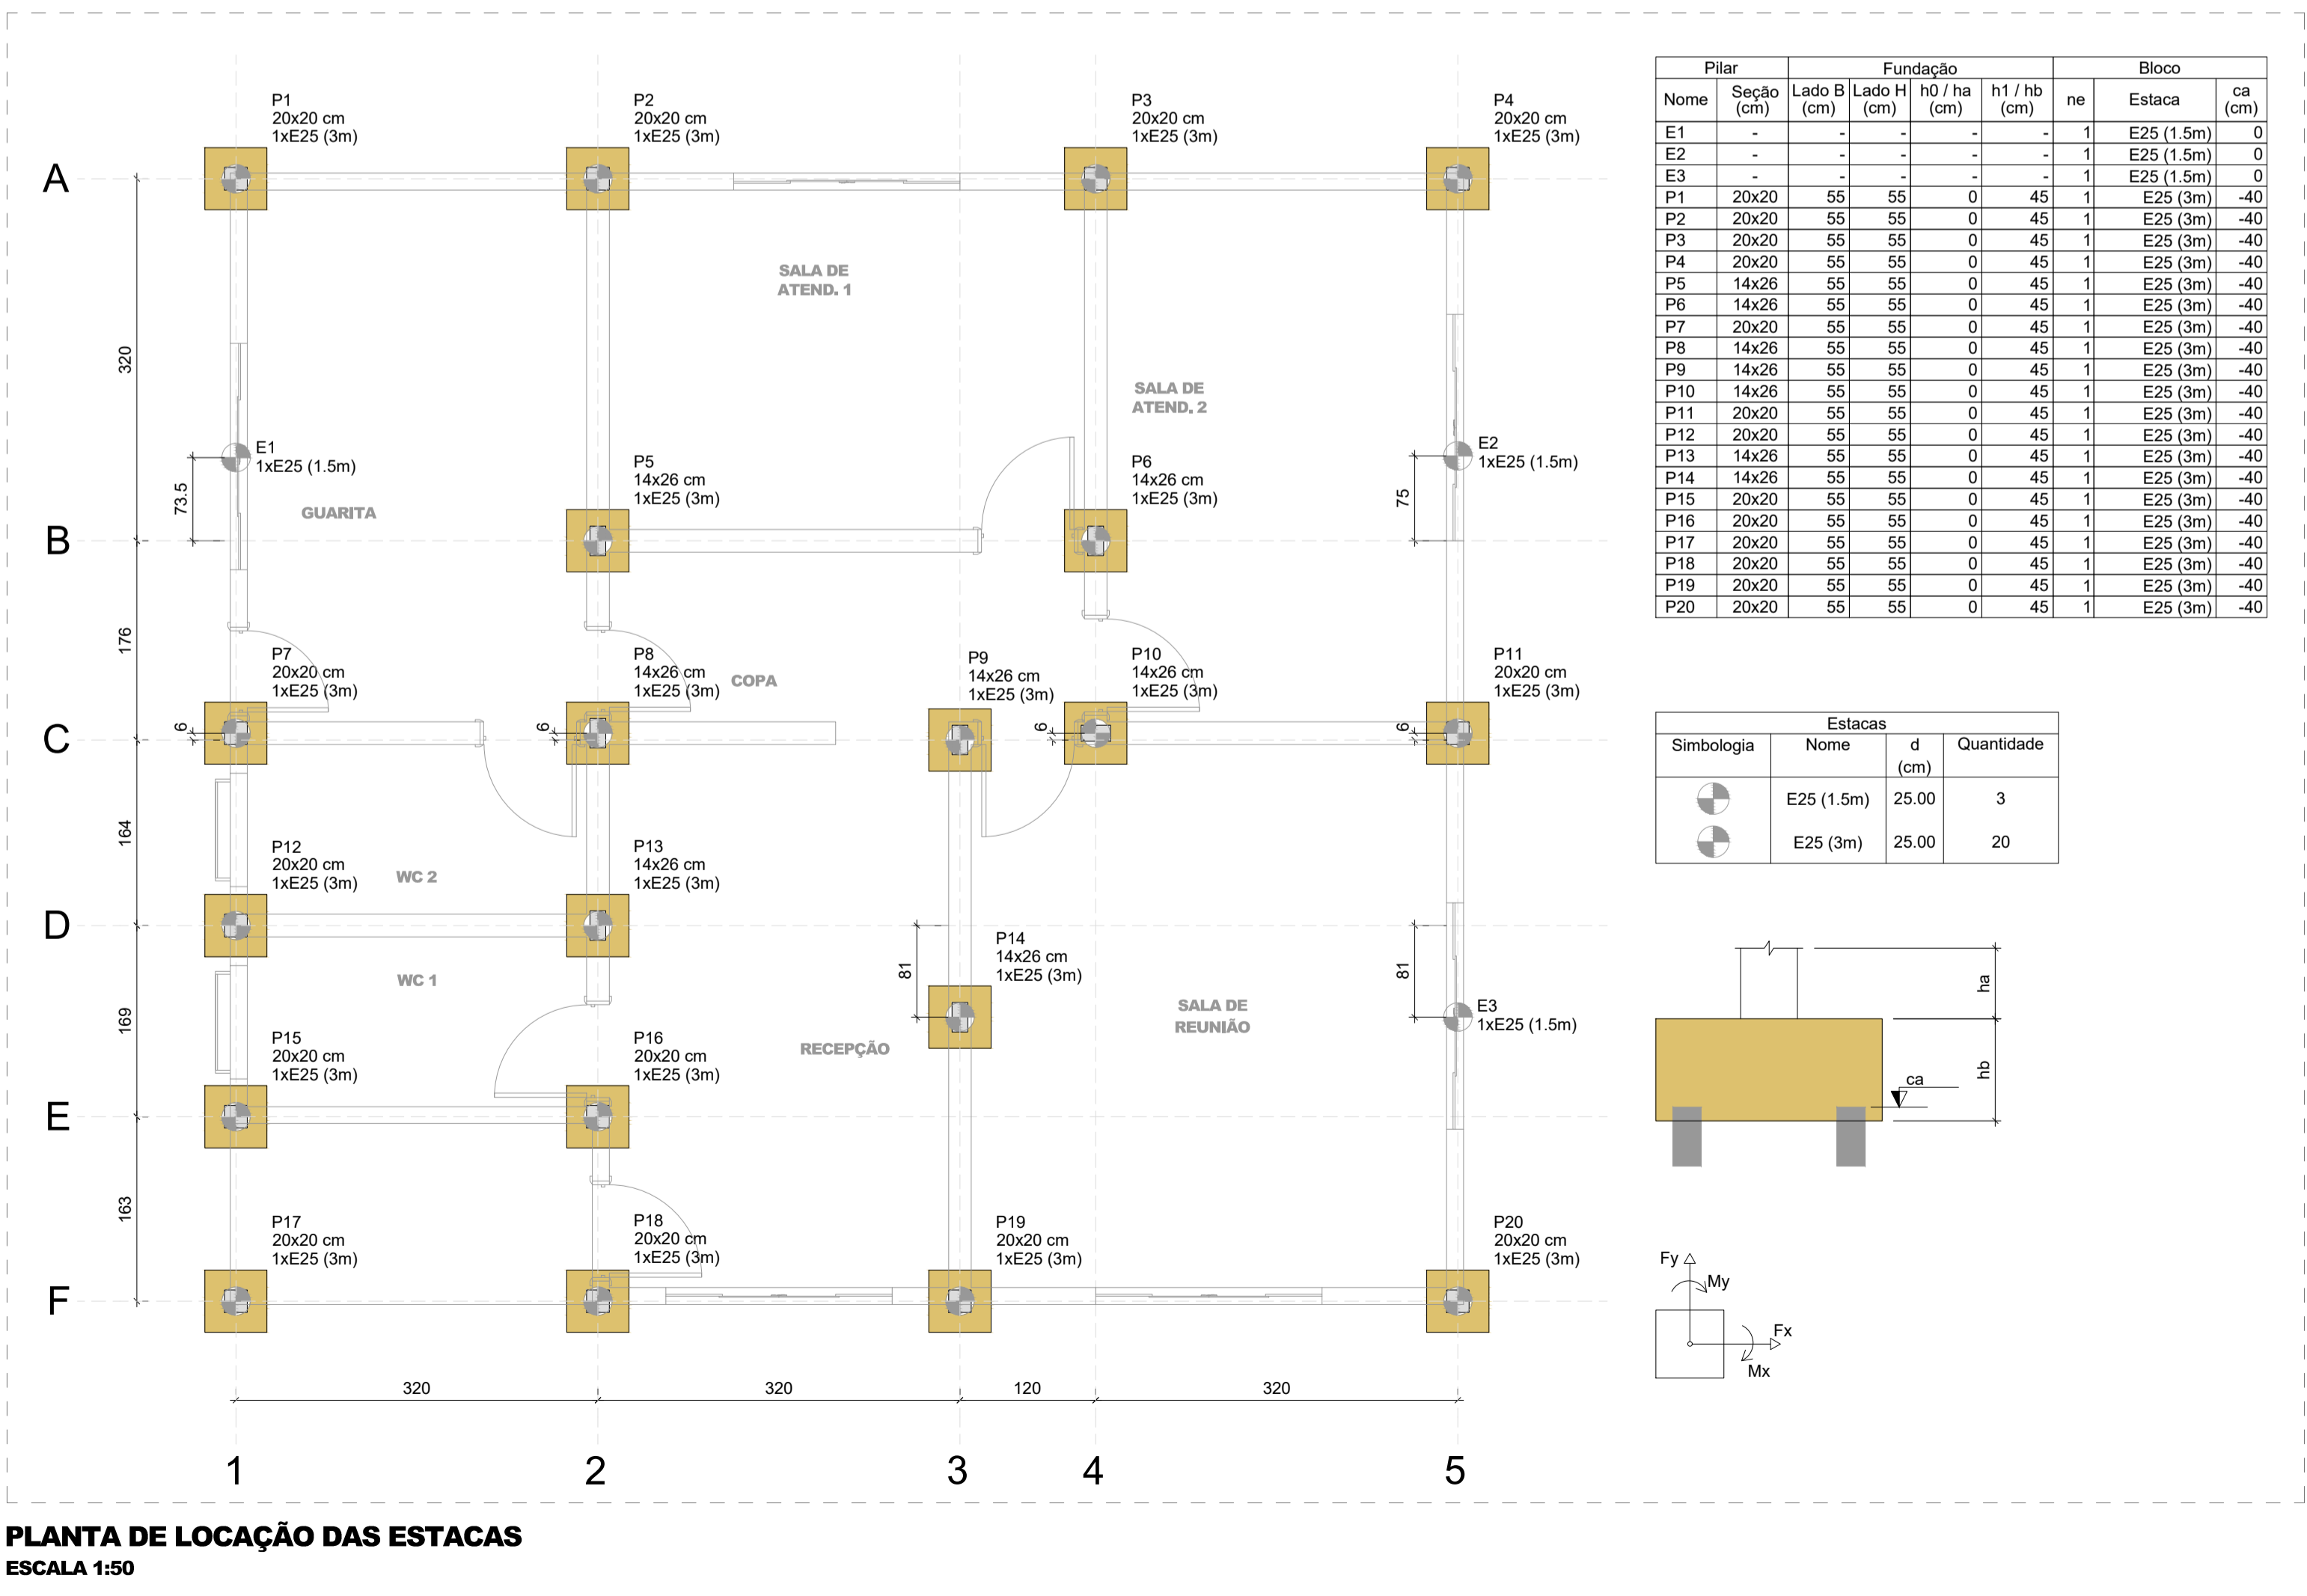 P1
20x20 cm
1xE25 (3m)
P2
20x20 cm
1xE25 (3m)
P3
20x20 cm
1xE25 (3m)
P4
20x20 cm
1xE25 (3m)
A
SALA DE
ATEND. 1
320
SALA DE
ATEND. 2
E1
1xE25 (1.5m)
73.5
GUARITA
P5
14x26 cm
1xE25 (3m)
P6
14x26 cm
1xE25 (3m)
E2
1xE25 (1.5m)
75
B
176
P7
20x20 cm
1xE25 (3m)
P8
14x26 cm
1xE25 (3m)
COPA
P9
14x26 cm
1xE25 (3m)
P10
14x26 cm
1xE25 (3m)
P11
20x20 cm
1xE25 (3m)
C
6
6
6
6
164
P12
20x20 cm
1xE25 (3m)
WC 2
P13
14x26 cm
1xE25 (3m)
D
WC 1
81
P14
14x26 cm
1xE25 (3m)
81
SALA DE
REUNIÃO
E3
1xE25 (1.5m)
169
P15
20x20 cm
1xE25 (3m)
P16
20x20 cm
1xE25 (3m)
RECEPÇÃO
E
163
P17
20x20 cm
1xE25 (3m)
P18
20x20 cm
1xE25 (3m)
P19
20x20 cm
1xE25 (3m)
P20
20x20 cm
1xE25 (3m)
F
320 320 120 320
1 2 3 4 5
Pilar Fundação Bloco
Nome Seção (cm) Lado B (cm) Lado H (cm) h0 / ha (cm) h1 / hb (cm) ne Estaca ca (cm)
E1 - - - - - 1 E25 (1.5m) 0
E2 - - - - - 1 E25 (1.5m) 0
E3 - - - - - 1 E25 (1.5m) 0
P1 20x20 55 55 0 45 1 E25 (3m) -40
P2 20x20 55 55 0 45 1 E25 (3m) -40
P3 20x20 55 55 0 45 1 E25 (3m) -40
P4 20x20 55 55 0 45 1 E25 (3m) -40
P5 14x26 55 55 0 45 1 E25 (3m) -40
P6 14x26 55 55 0 45 1 E25 (3m) -40
P7 20x20 55 55 0 45 1 E25 (3m) -40
P8 14x26 55 55 0 45 1 E25 (3m) -40
P9 14x26 55 55 0 45 1 E25 (3m) -40
P10 14x26 55 55 0 45 1 E25 (3m) -40
P11 20x20 55 55 0 45 1 E25 (3m) -40
P12 20x20 55 55 0 45 1 E25 (3m) -40
P13 14x26 55 55 0 45 1 E25 (3m) -40
P14 14x26 55 55 0 45 1 E25 (3m) -40
P15 20x20 55 55 0 45 1 E25 (3m) -40
P16 20x20 55 55 0 45 1 E25 (3m) -40
P17 20x20 55 55 0 45 1 E25 (3m) -40
P18 20x20 55 55 0 45 1 E25 (3m) -40
P19 20x20 55 55 0 45 1 E25 (3m) -40
P20 20x20 55 55 0 45 1 E25 (3m) -40
Estacas
Simbologia Nome d (cm) Quantidade
E25 (1.5m) 25.00 3
E25 (3m) 25.00 20
ha
hb
ca
Fy
My
Fx
Mx
PLANTA DE LOCAÇÃO DAS ESTACAS
ESCALA 1:50